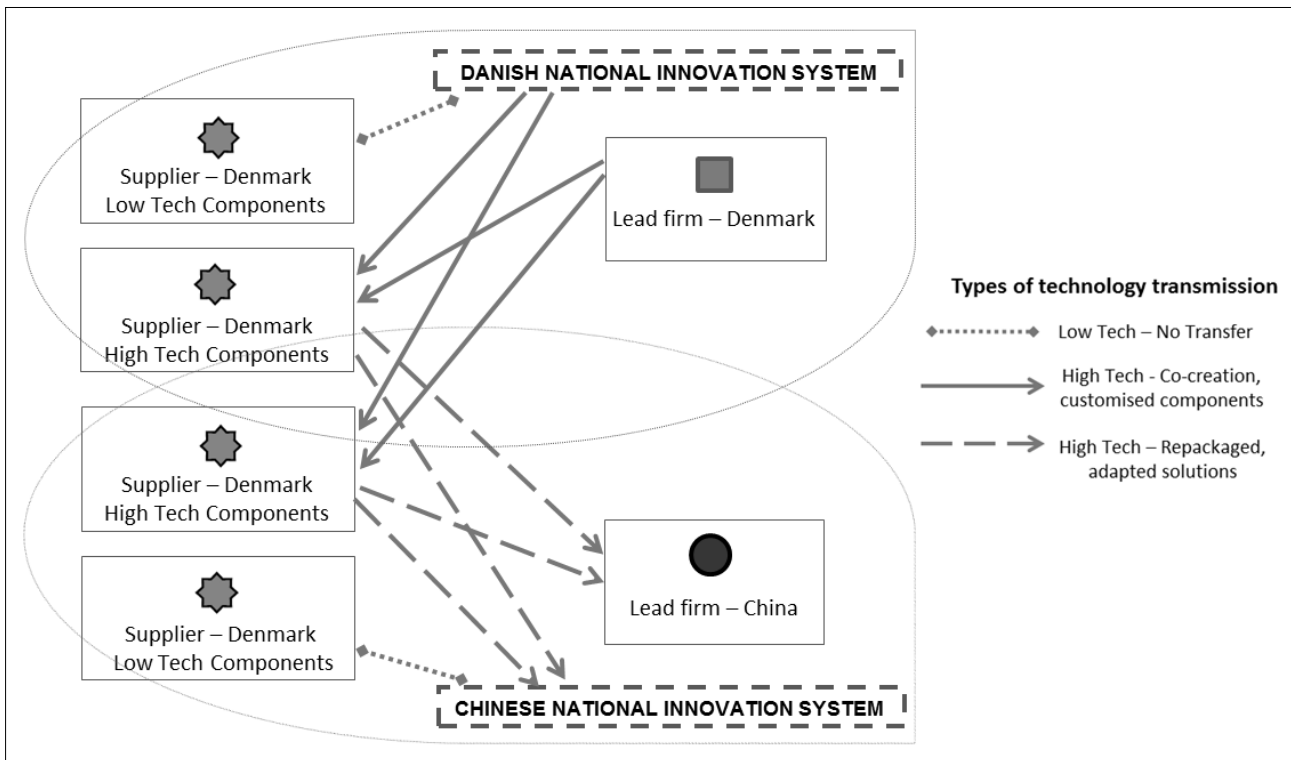 DANISH NATIONAL INNOVATION SYSTEM
Supplier – Denmark
Low Tech Components
Lead firm – Denmark
Supplier – Denmark
High Tech Components
Types of technology transmission
Low Tech – No Transfer
High Tech - Co-creation,
customised components
High Tech – Repackaged,
adapted solutions
Supplier – Denmark
High Tech Components
Lead firm – China
Supplier – Denmark
Low Tech Components
CHINESE NATIONAL INNOVATION SYSTEM